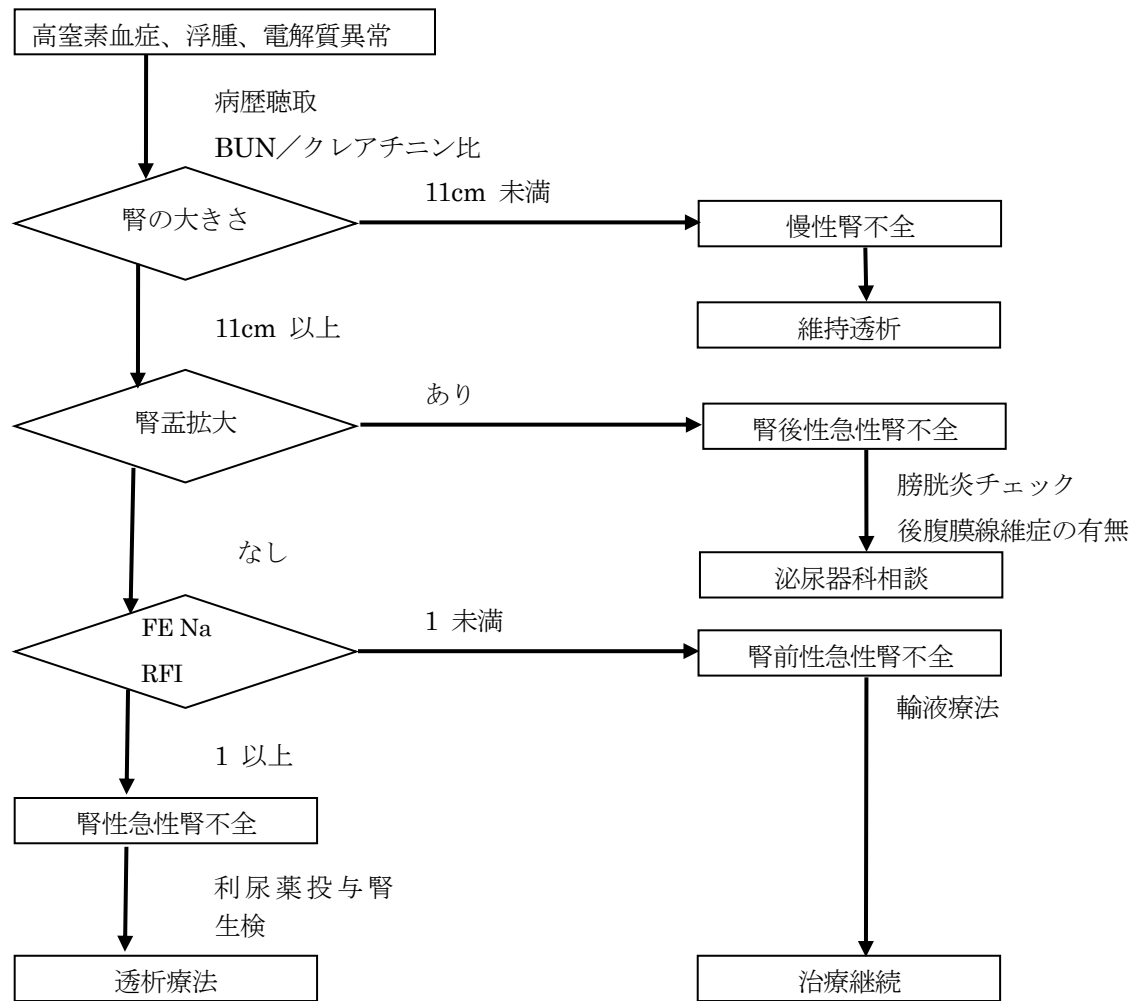 高窒素血症、浮腫、電解質異常
病歴聴取
BUN／クレアチニン比
腎の大きさ
11cm 未満
慢性腎不全
維持透析
11cm 以上
腎盂拡大
あり
腎後性急性腎不全
膀胱炎チェック
後腹膜線維症の有無
泌尿器科相談
なし
FE Na
RFI
1 未満
腎前性急性腎不全
輸液療法
1 以上
腎性急性腎不全
利尿薬投与腎
生検
透析療法
治療継続